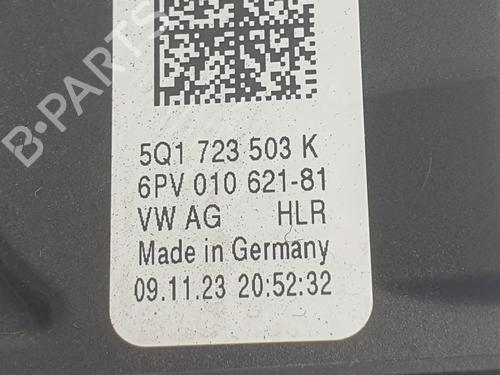 B-PARTS
5Q1 723 503 K
6PV 010 621-81
VW AG HLR
Made in Germany
09.11.23 20:52:32